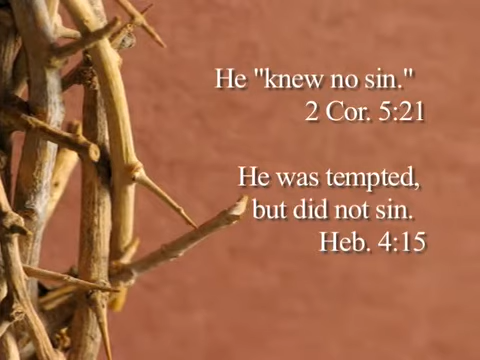 He "knew no sin."
2 Cor. 5:21
He was tempted,
but did not sin.
Heb. 4:15